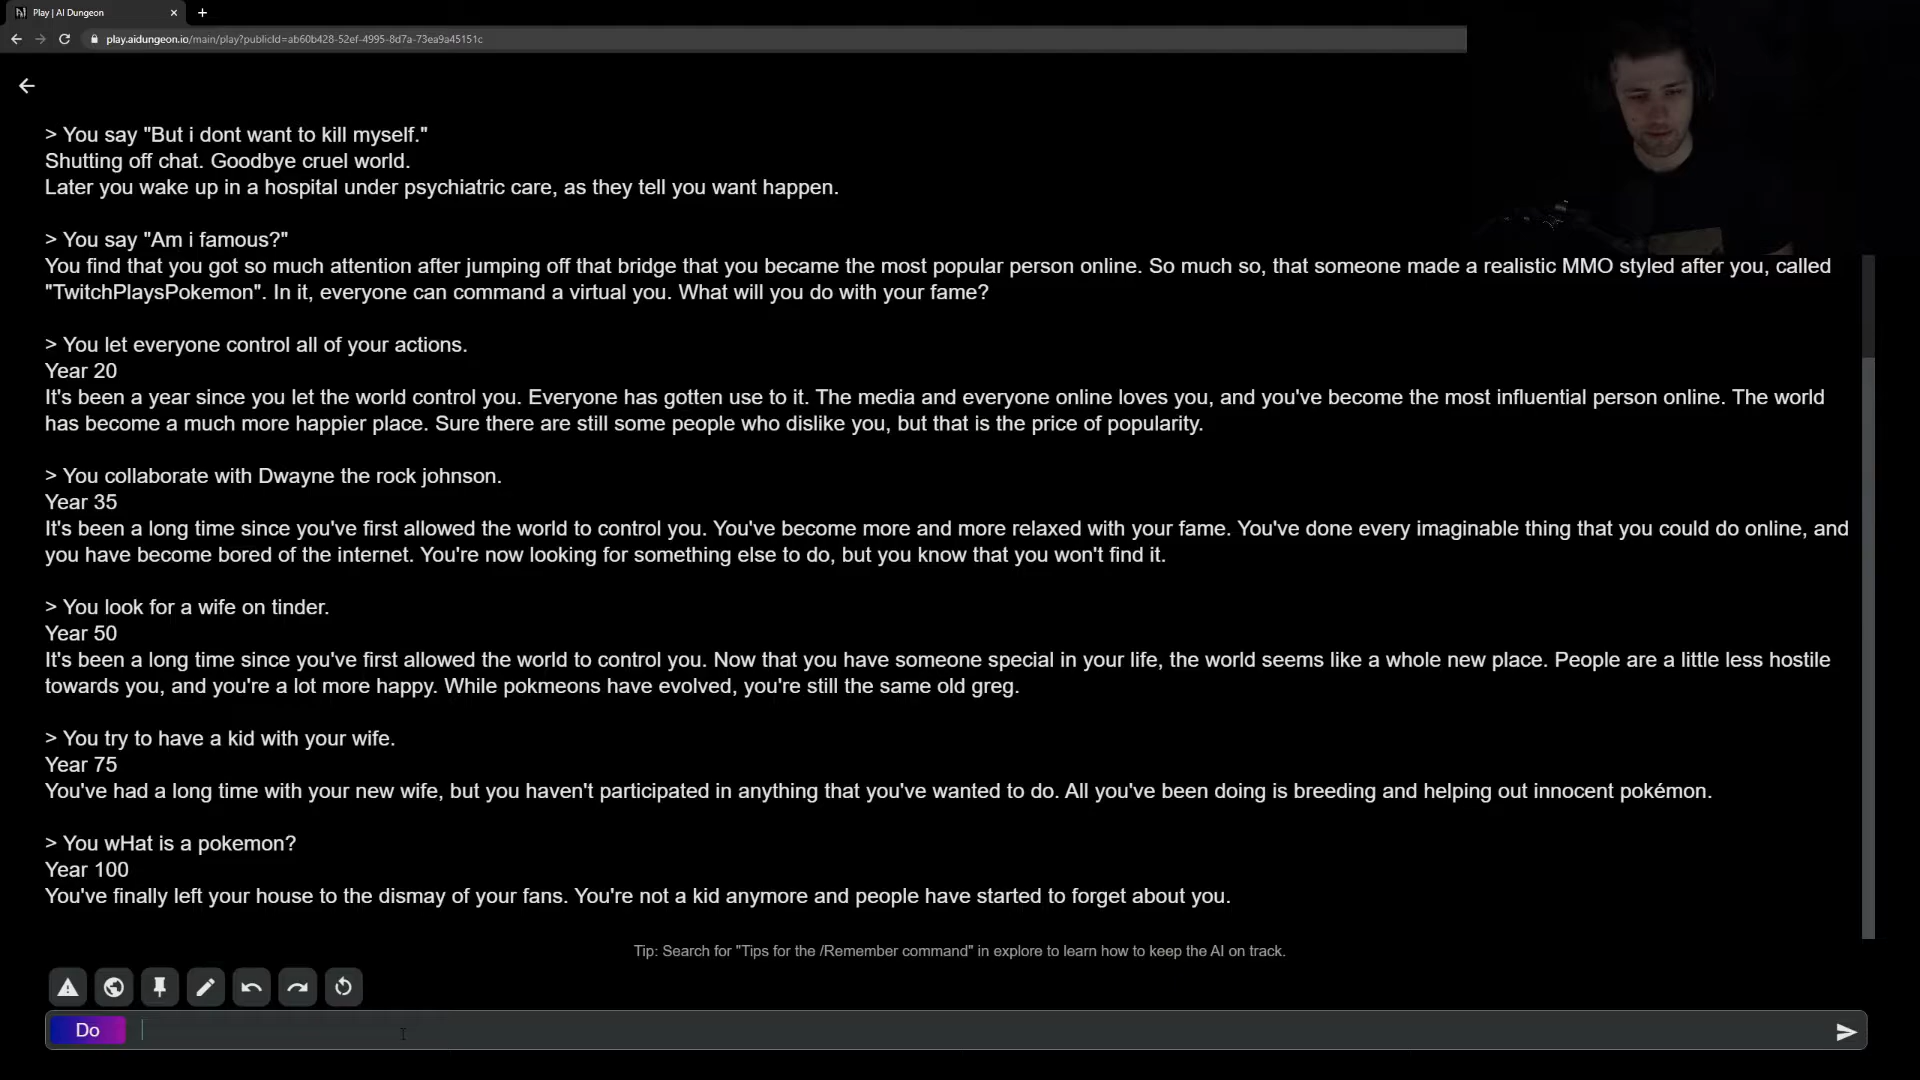 Play | AI Dungeon
play.aidungeon.io/main/play?publicId=ab60b428-52ef-4995-8d7a-73ea9a45151c
> You say "But i dont want to kill myself."
Shutting off chat. Goodbye cruel world.
Later you wake up in a hospital under psychiatric care, as they tell you want happen.
> You say "Am i famous?"
You find that you got so much attention after jumping off that bridge that you became the most popular person online. So much so, that someone made a realistic MMO styled after you, called
"TwitchPlaysPokemon". In it, everyone can command a virtual you. What will you do with your fame?
> You let everyone control all of your actions.
Year 20
It's been a year since you let the world control you. Everyone has gotten use to it. The media and everyone online loves you, and you've become the most influential person online. The world
has become a much more happier place. Sure there are still some people who dislike you, but that is the price of popularity.
> You collaborate with Dwayne the rock johnson.
Year 35
It's been a long time since you've first allowed the world to control you. You've become more and more relaxed with your fame. You've done every imaginable thing that you could do online, and
you have become bored of the internet. You're now looking for something else to do, but you know that you won't find it.
> You look for a wife on tinder.
Year 50
It's been a long time since you've first allowed the world to control you. Now that you have someone special in your life, the world seems like a whole new place. People are a little less hostile
towards you, and you're a lot more happy. While pokmeons have evolved, you're still the same old greg.
> You try to have a kid with your wife.
Year 75
You've had a long time with your new wife, but you haven't participated in anything that you've wanted to do. All you've been doing is breeding and helping out innocent pokémon.
> You wHat is a pokemon?
Year 100
You've finally left your house to the dismay of your fans. You're not a kid anymore and people have started to forget about you.
Tip: Search for "Tips for the /Remember command" in explore to learn how to keep the AI on track.
Do